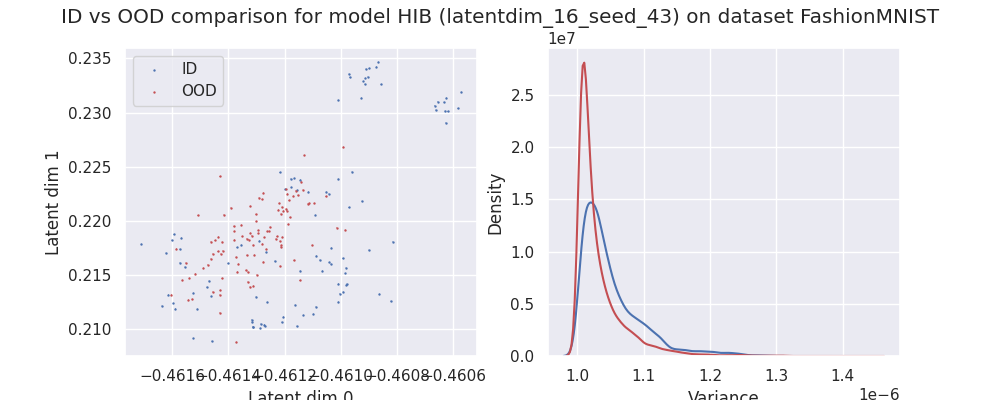 ID vs OOD comparison for model HIB (latentdim_16_seed_43) on dataset FashionMNIST
ID
OOD
0.235
0.230
0.225
0.220
0.215
0.210
Latent dim 1
−0.4616 −0.4614 −0.4612 −0.4610 −0.4608 −0.4606
Latent dim 0
1e7
2.5
2.0
1.5
1.0
0.5
0.0
Density
1.0 1.1 1.2 1.3 1.4
1e−6
Variance